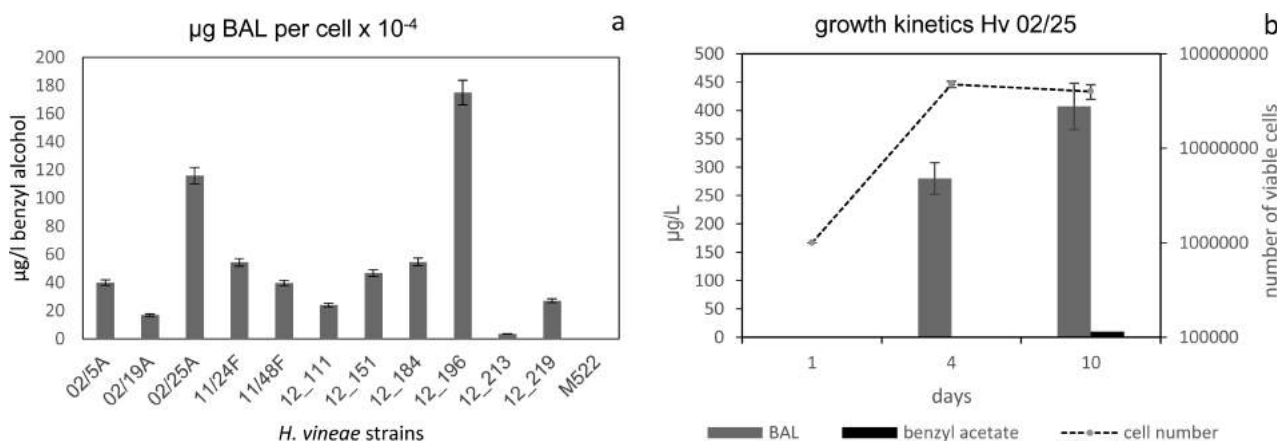 µg BAL per cell x 10-4
a
200
180
160
140
120
100
80
60
40
20
0
µg/l benzyl alcohol
02/5A
02/19A
02/25A
11/24F
11/48F
12_111
12_151
12_184
12_196
12_213
12_219
M522
H. vineae strains
growth kinetics Hv 02/25
b
500
450
400
350
300
250
200
150
100
50
0
µg/L
100000000
10000000
1000000
100000
number of viable cells
1
4
10
days
BAL
benzyl acetate
cell number